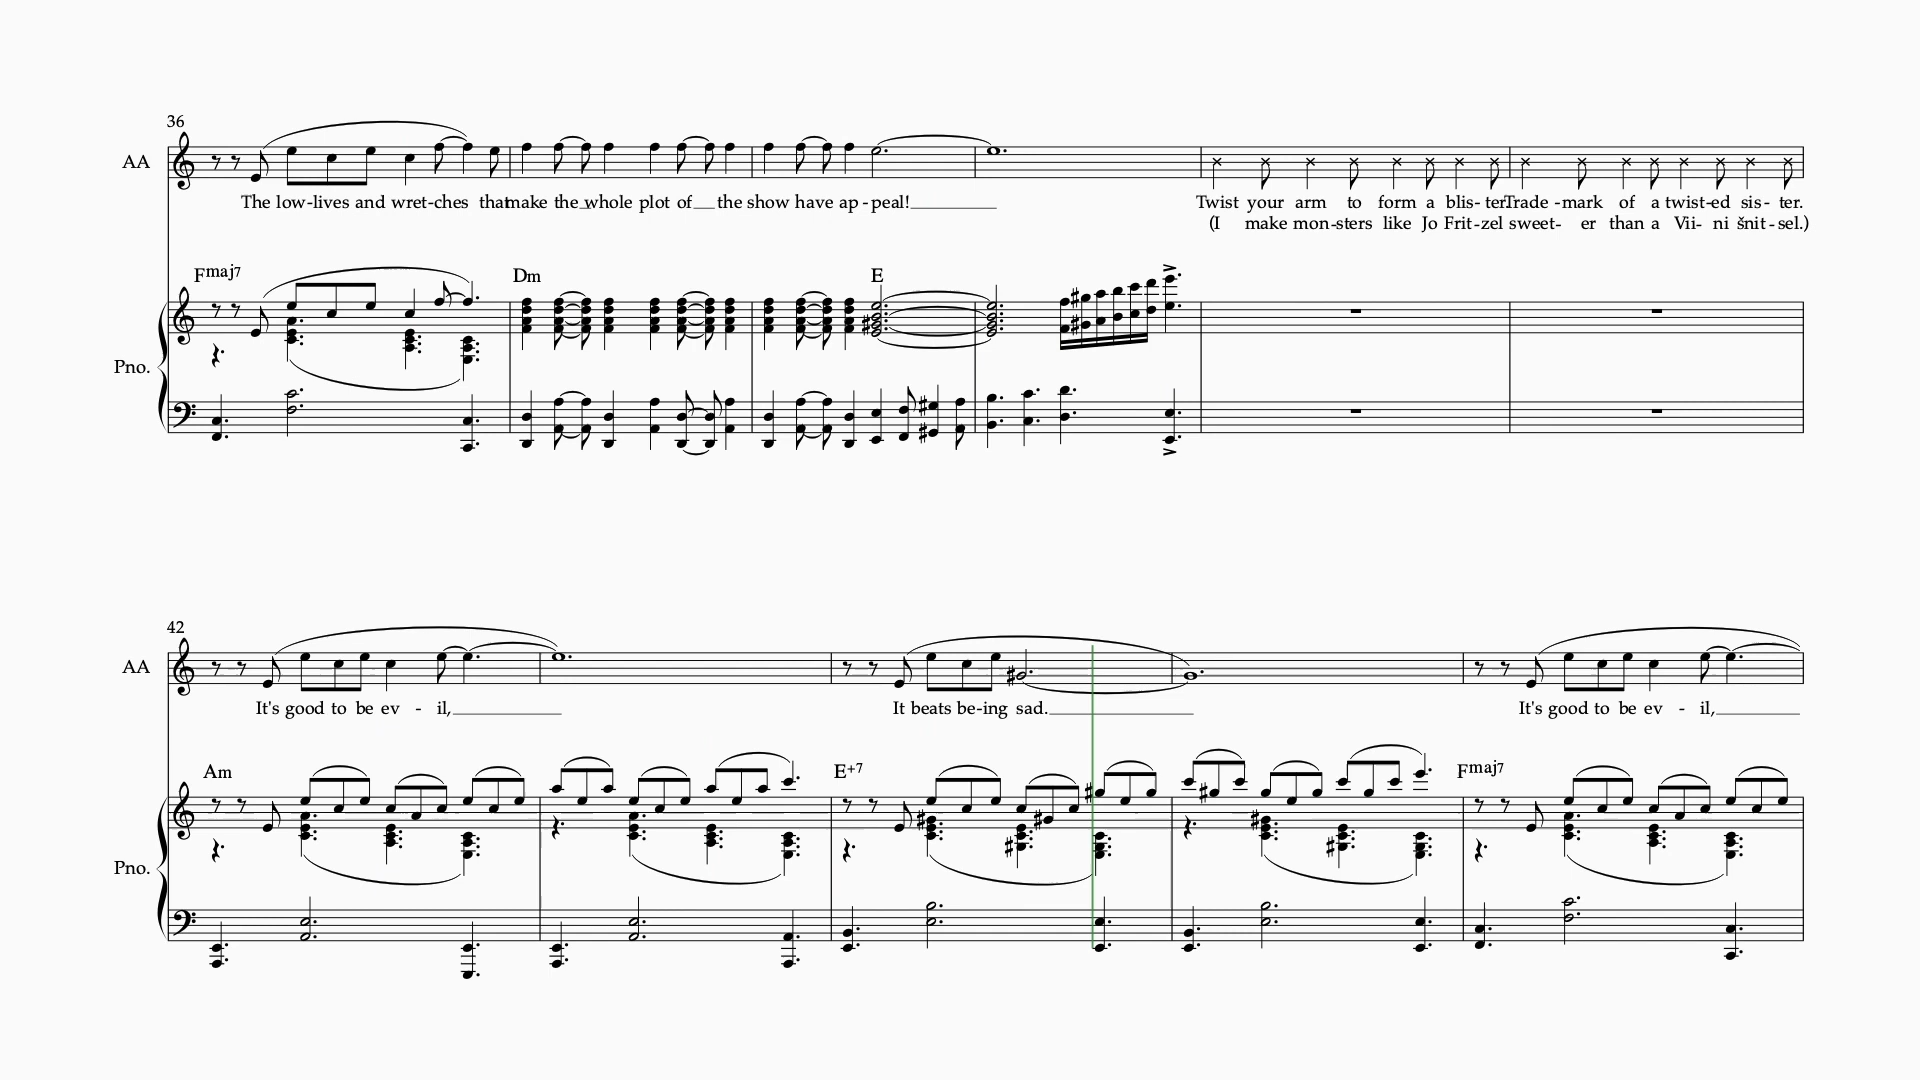 36
AA
The low-lives and wret-ches that make the whole plot of the show have ap-peal! Twist your arm to form a blis-ter Trade-mark of a twist-ed sis-ter.
(I make mon-sters like Jo Frit-zel sweet-er than a Vii-ni šnit-sel.)
Fmaj7 Dm E
Pno.
42
AA
It's good to be ev-il, It beats be-ing sad. It's good to be ev-il,
Am E+7 Fmaj7
Pno.